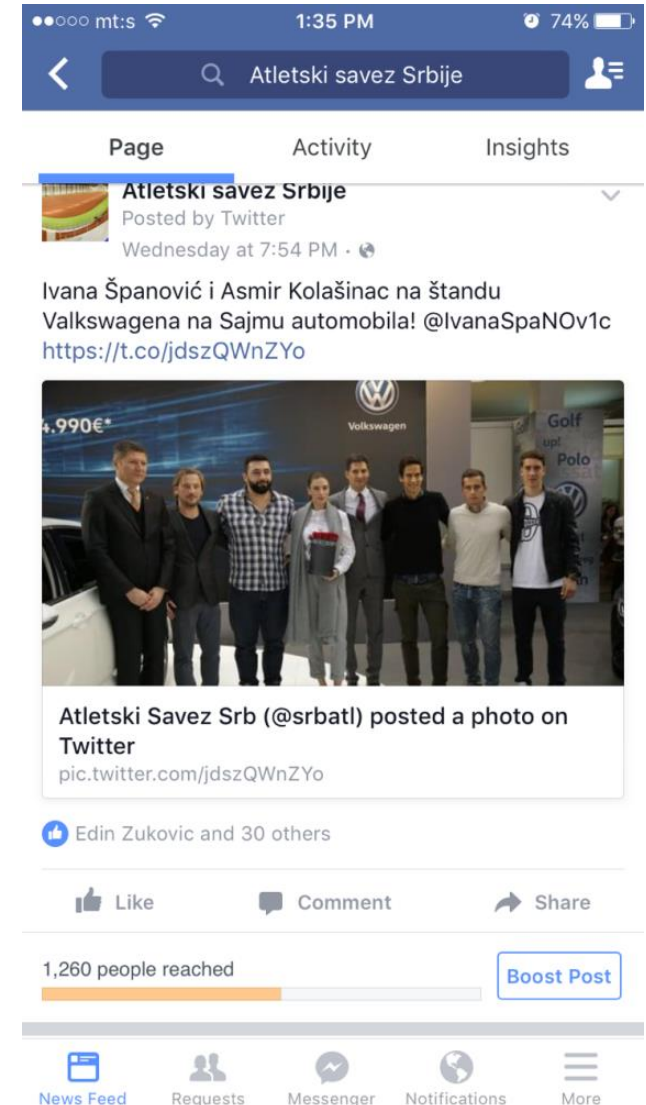 mt:s 1:35 PM 74%
Atletski savez Srbije
Page Activity Insights
Atletski savez Srbije
Posted by Twitter
Wednesday at 7:54 PM ·
Ivana Španović i Asmir Kolašinac na štandu
Valkswagena na Sajmu automobila! @IvanaSpaNOv1c
https://t.co/jdszQWnZYo
4.990€*
Volkswagen
Golf
up!
Polo
Atletski Savez Srb (@srbatl) posted a photo on
Twitter
pic.twitter.com/jdszQWnZYo
Edin Zukovic and 30 others
Like Comment Share
1,260 people reached
Boost Post
News Feed Requests Messenger Notifications More